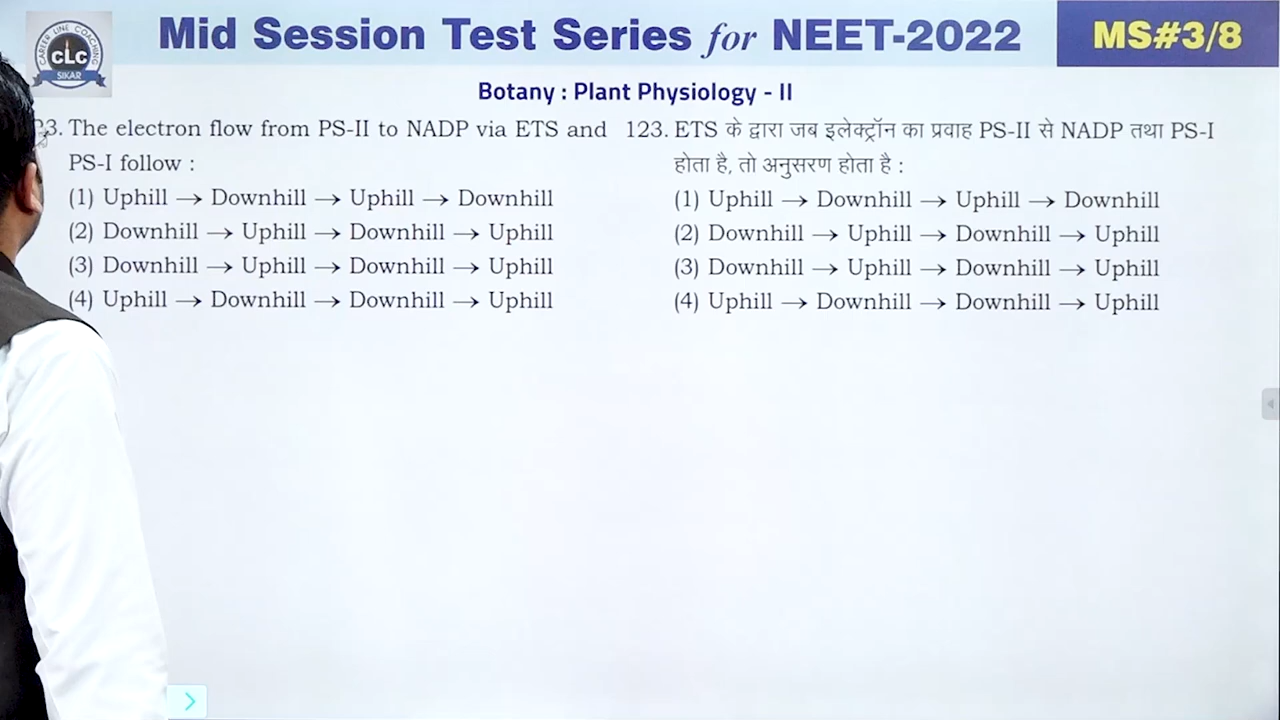 CAREER LINE COACHING
CLC
SIKAR
Mid Session Test Series for NEET-2022
MS#3/8
Botany : Plant Physiology - II
23. The electron flow from PS-II to NADP via ETS and
PS-I follow :
(1) Uphill → Downhill → Uphill → Downhill
(2) Downhill → Uphill → Downhill → Uphill
(3) Downhill → Uphill → Downhill → Uphill
(4) Uphill → Downhill → Downhill → Uphill
123. ETS के द्वारा जब इलेक्ट्रॉन का प्रवाह PS-II से NADP तथा PS-I
होता है, तो अनुसरण होता है :
(1) Uphill → Downhill → Uphill → Downhill
(2) Downhill → Uphill → Downhill → Uphill
(3) Downhill → Uphill → Downhill → Uphill
(4) Uphill → Downhill → Downhill → Uphill